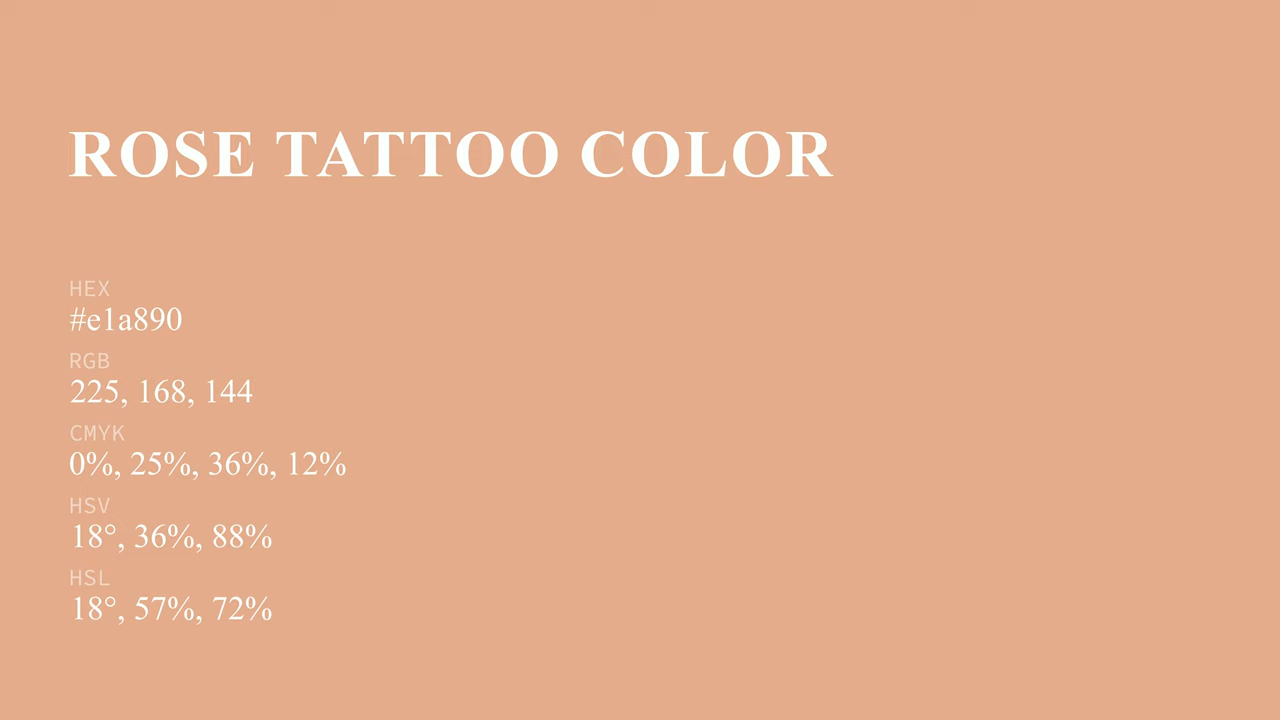 ROSE TATTOO COLOR
HEX
#e1a890
RGB
225, 168, 144
CMYK
0%, 25%, 36%, 12%
HSV
18°, 36%, 88%
HSL
18°, 57%, 72%